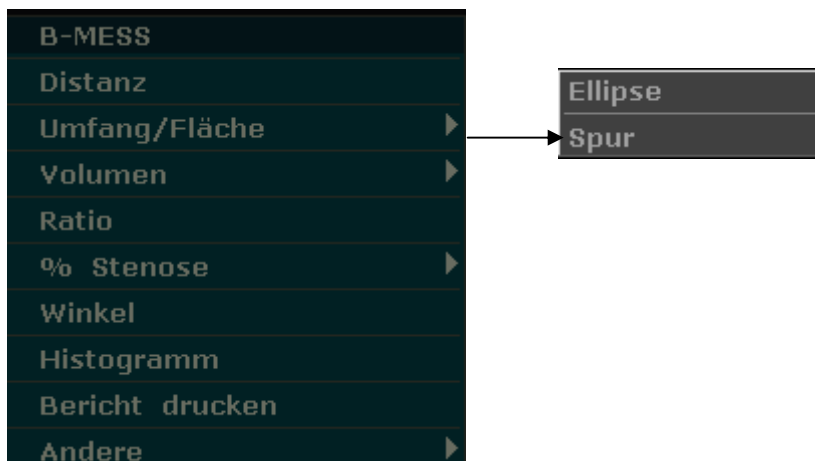 B-MESS
Distanz
Umfang/Fläche
Volumen
Ratio
% Stenose
Winkel
Histogramm
Bericht drucken
Andere
Ellipse
Spur